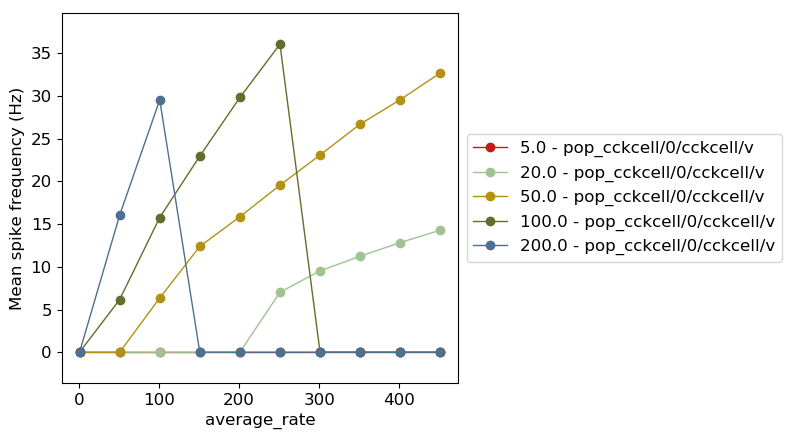 Mean spike frequency (Hz)
35
30
25
20
15
10
5
0
0 100 200 300 400
average_rate
5.0 - pop_cckcell/0/cckcell/v
20.0 - pop_cckcell/0/cckcell/v
50.0 - pop_cckcell/0/cckcell/v
100.0 - pop_cckcell/0/cckcell/v
200.0 - pop_cckcell/0/cckcell/v